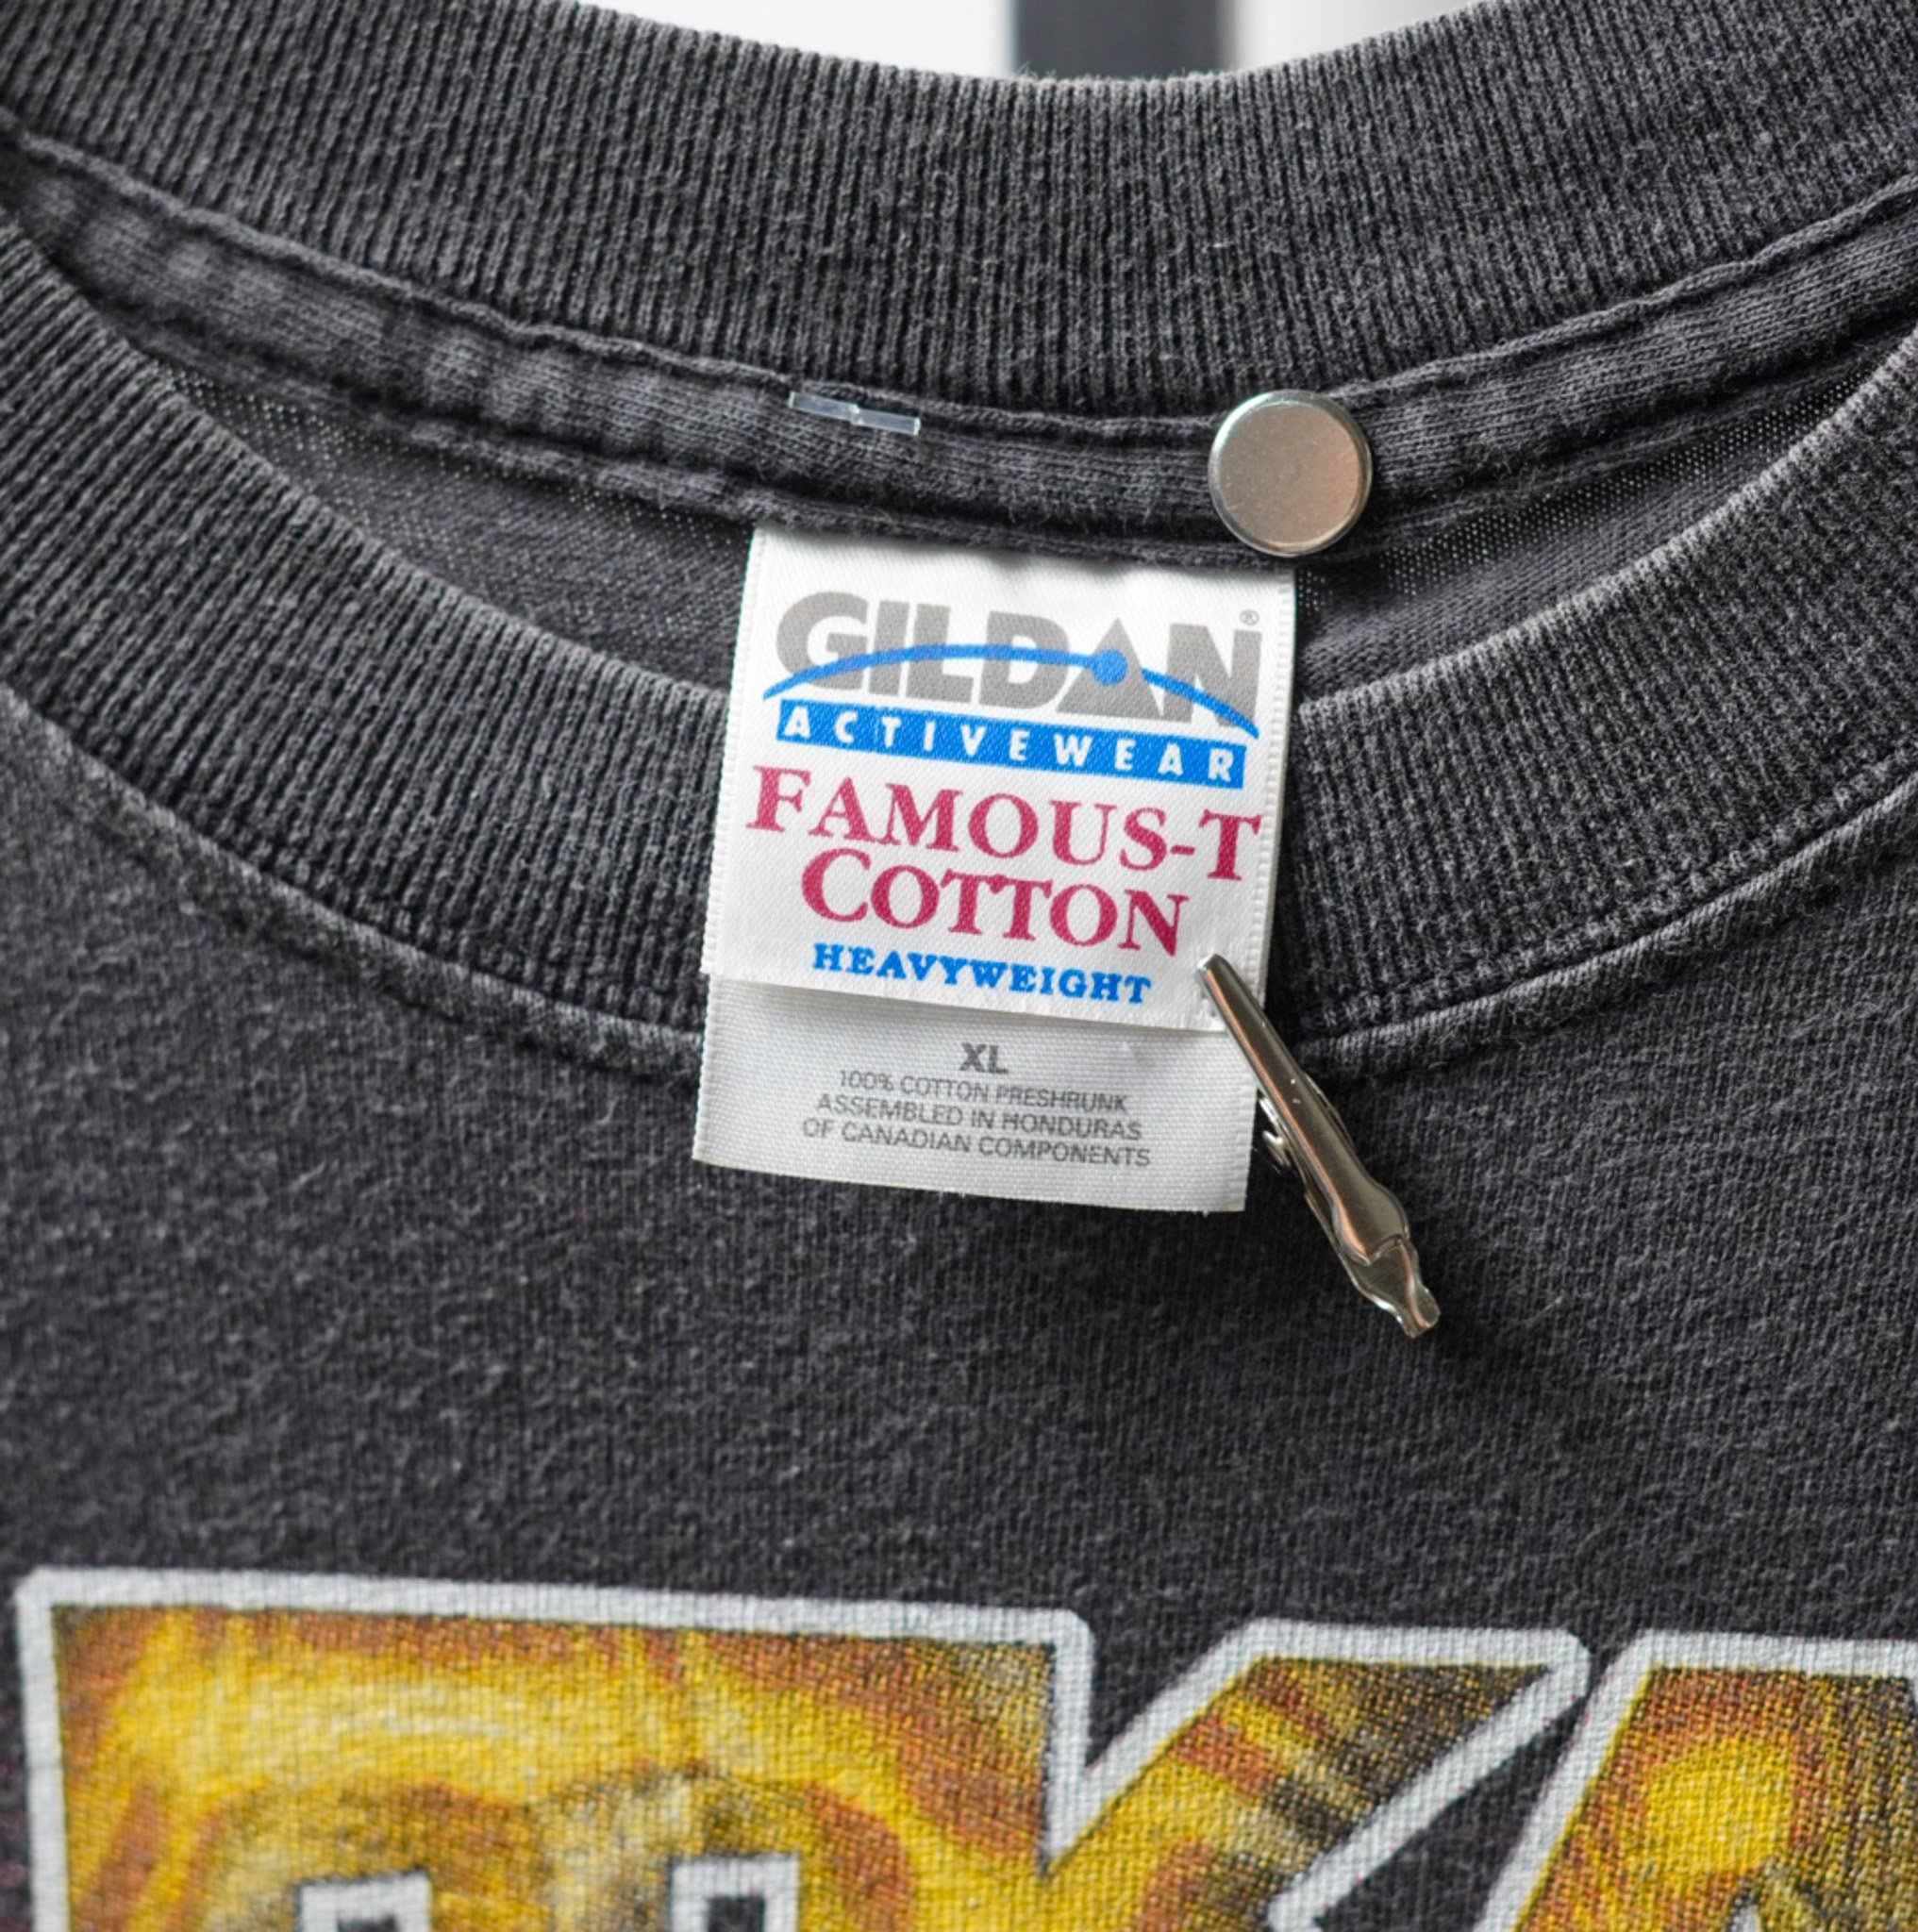 GILDAN®
ACTIVEWEAR
FAMOUS-T
COTTON
HEAVYWEIGHT
XL
100% COTTON PRESHRUNK
ASSEMBLED IN HONDURAS
OF CANADIAN COMPONENTS